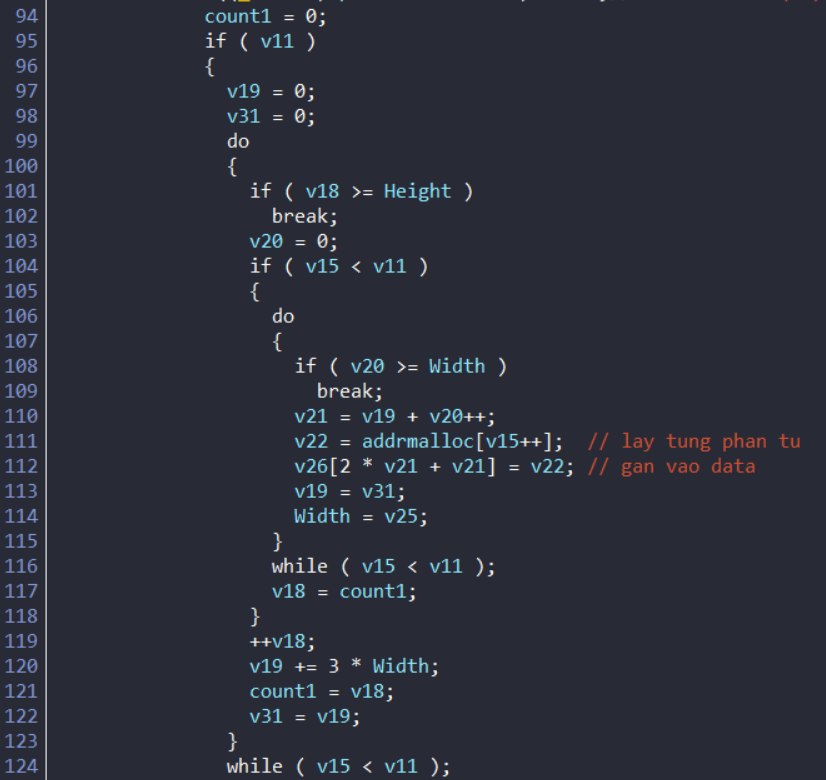 94 count1 = 0;
95 if ( v11 )
96 {
97 v19 = 0;
98 v31 = 0;
99 do
100 {
101 if ( v18 >= Height )
102 break;
103 v20 = 0;
104 if ( v15 < v11 )
105 {
106 do
107 {
108 if ( v20 >= Width )
109 break;
110 v21 = v19 + v20++;
111 v22 = addrmalloc[v15++]; // lay tung phan tu
112 v26[2 * v21 + v21] = v22; // gan vao data
113 v19 = v31;
114 Width = v25;
115 }
116 while ( v15 < v11 );
117 v18 = count1;
118 }
119 ++v18;
120 v19 += 3 * Width;
121 count1 = v18;
122 v31 = v19;
123 }
124 while ( v15 < v11 );